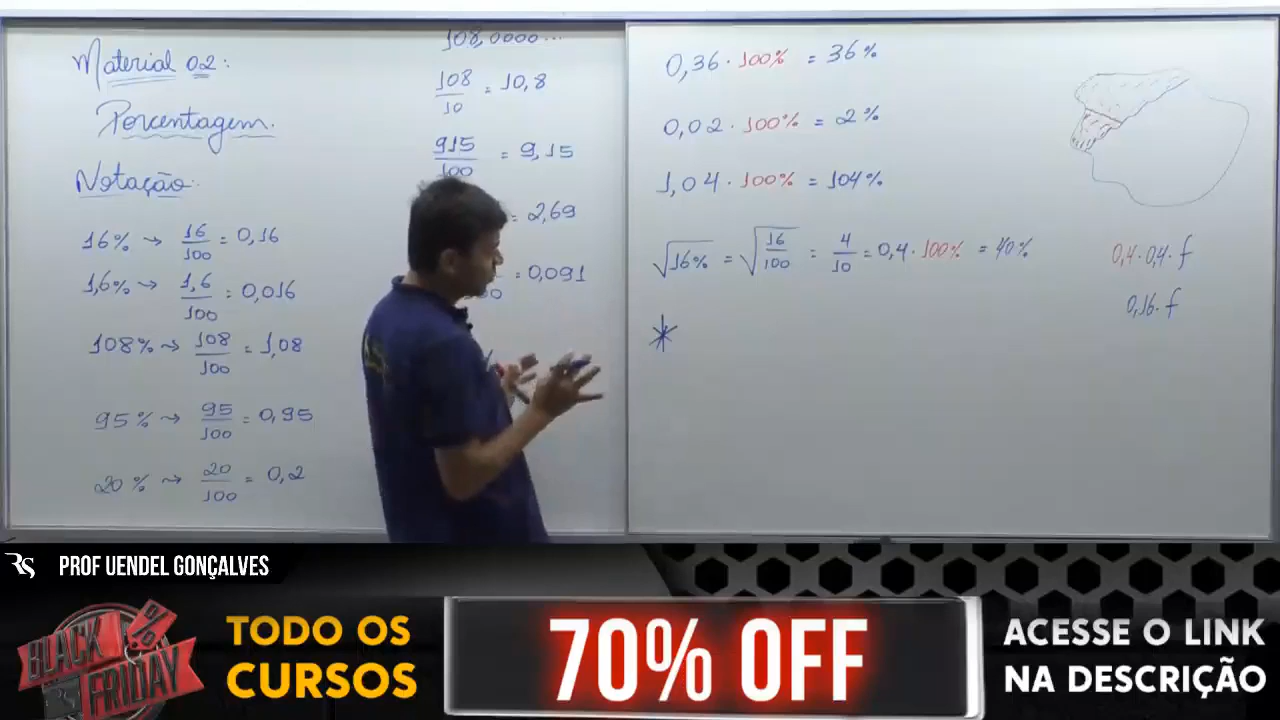 Material 02:
Porcentagem.
Notação:
16% → 16/100 = 0,16
1,6% → 1,6/100 = 0,016
108% → 108/100 = 1,08
95% → 95/100 = 0,95
20% → 20/100 = 0,2
108,0000...
108/10 = 10,8
915/100 = 9,15
= 2,69
= 0,091
0,36 · 100% = 36%
0,02 · 100% = 2%
1,04 · 100% = 104%
√16% = √16/100 = 4/10 = 0,4 · 100% = 40%
*
0,4 · 0,4 · f
0,16 · f
RS PROF UENDEL GONÇALVES
BLACK FRIDAY %
TODO OS
CURSOS
70% OFF
ACESSE O LINK
NA DESCRIÇÃO